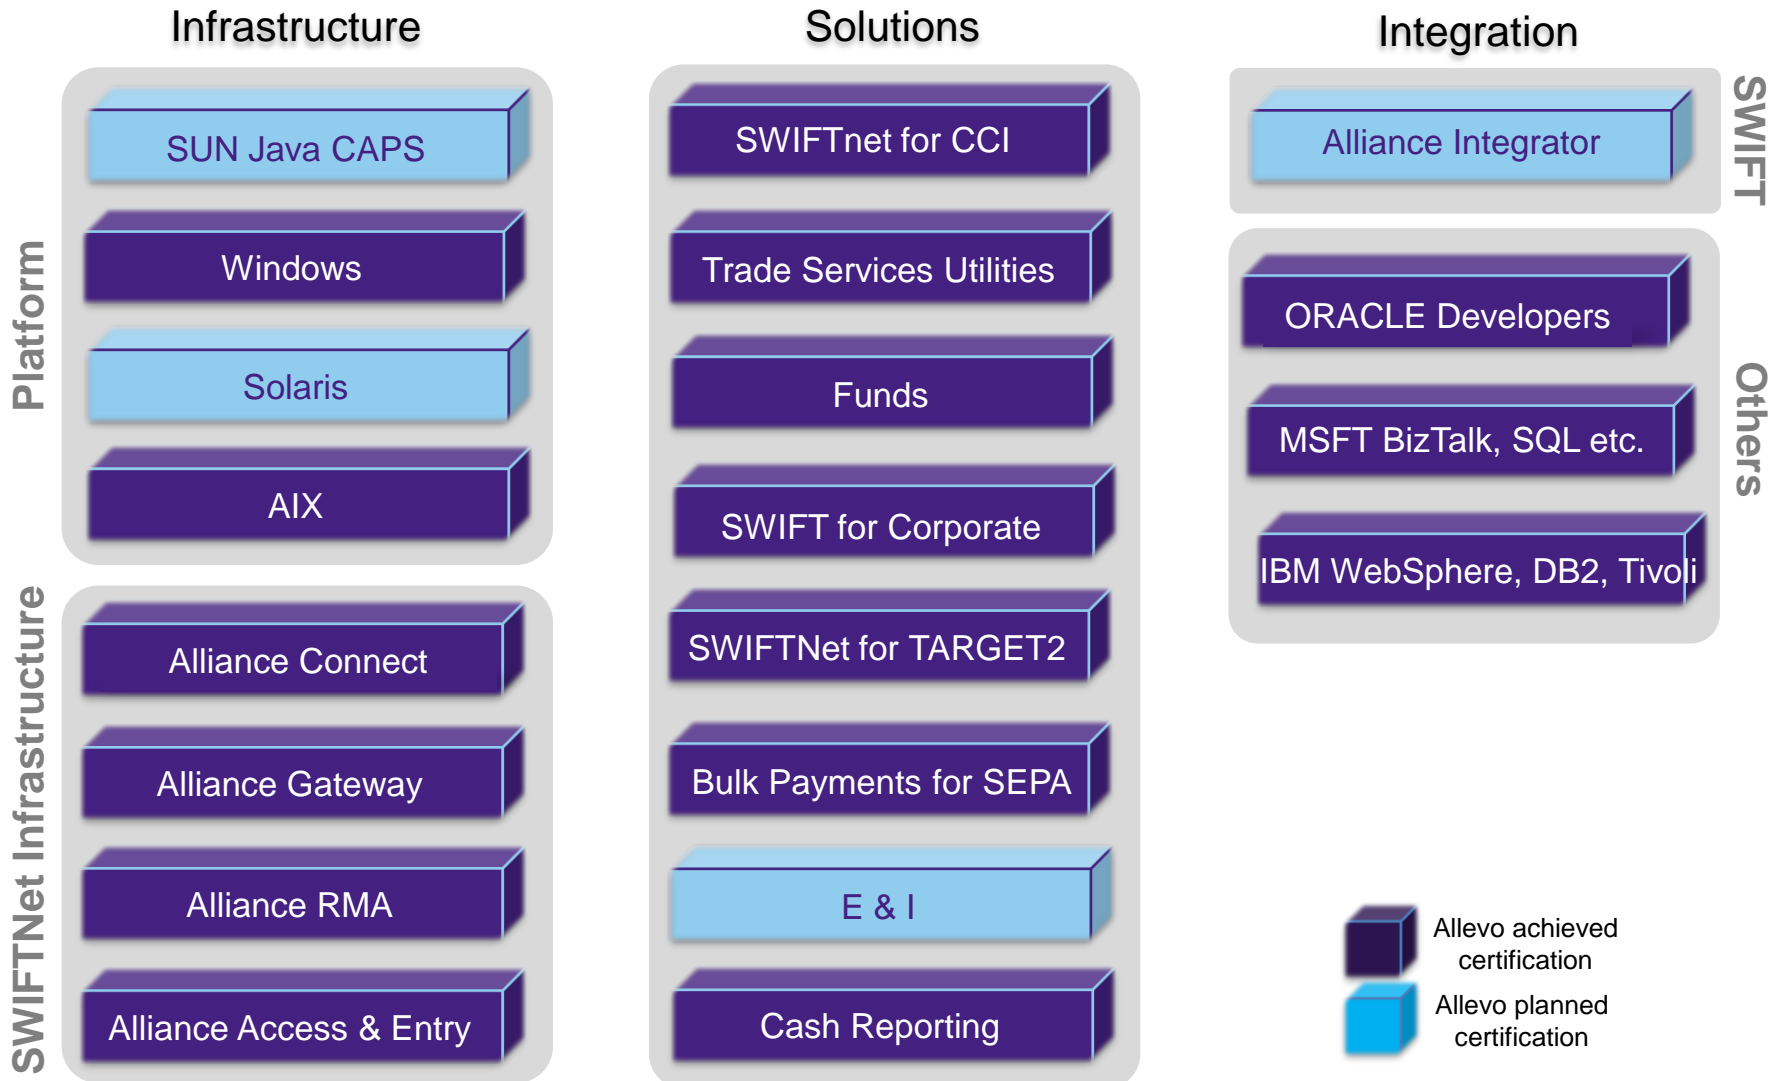 Infrastructure
Platform
SUN Java CAPS
Windows
Solaris
AIX
SWIFTNet Infrastructure
Alliance Connect
Alliance Gateway
Alliance RMA
Alliance Access & Entry
Solutions
SWIFTnet for CCI
Trade Services Utilities
Funds
SWIFT for Corporate
SWIFTNet for TARGET2
Bulk Payments for SEPA
E & I
Cash Reporting
Integration
SWIFT
Alliance Integrator
Others
ORACLE Developers
MSFT BizTalk, SQL etc.
IBM WebSphere, DB2, Tivoli
Allevo achieved
certification
Allevo planned
certification